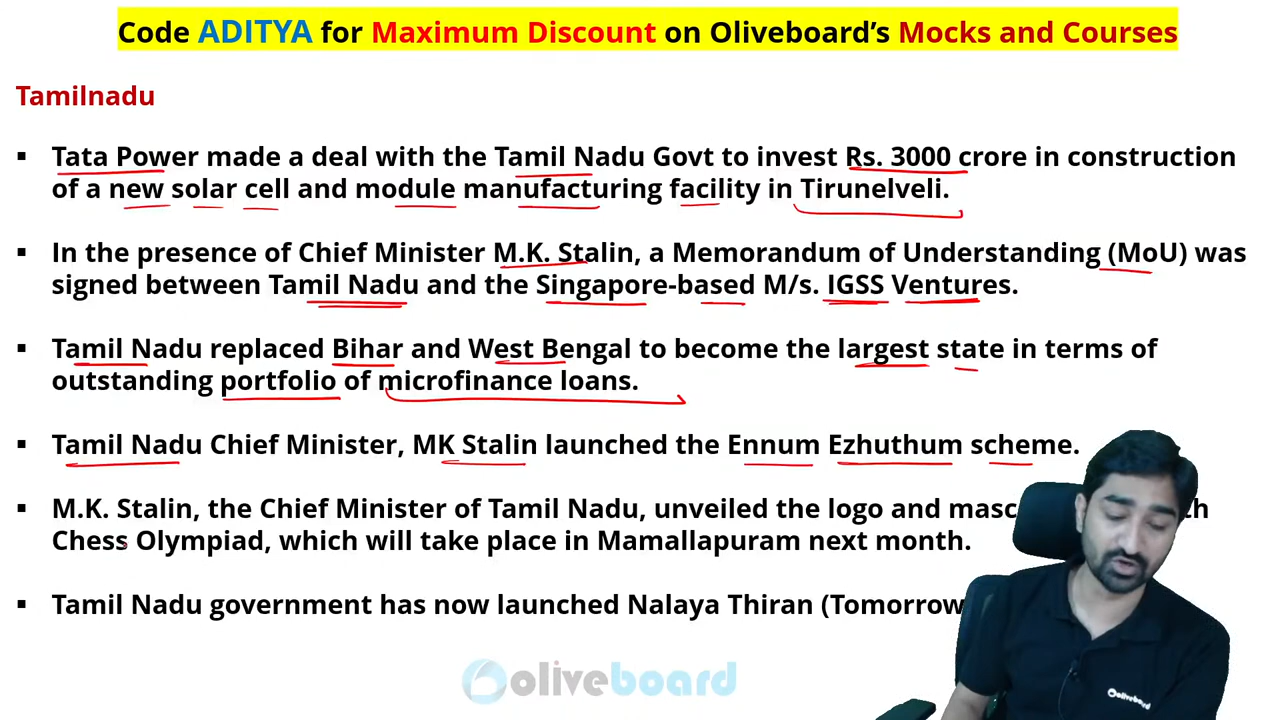 Code ADITYA for Maximum Discount on Oliveboard’s Mocks and Courses
Tamilnadu
▪ Tata Power made a deal with the Tamil Nadu Govt to invest Rs. 3000 crore in construction
of a new solar cell and module manufacturing facility in Tirunelveli.
▪ In the presence of Chief Minister M.K. Stalin, a Memorandum of Understanding (MoU) was
signed between Tamil Nadu and the Singapore-based M/s. IGSS Ventures.
▪ Tamil Nadu replaced Bihar and West Bengal to become the largest state in terms of
outstanding portfolio of microfinance loans.
▪ Tamil Nadu Chief Minister, MK Stalin launched the Ennum Ezhuthum scheme.
▪ M.K. Stalin, the Chief Minister of Tamil Nadu, unveiled the logo and
Chess Olympiad, which will take place in Mamallapuram next month.
▪ Tamil Nadu government has now launched Nalaya Thiran (Tomorrow
oliveboard
oliveboard